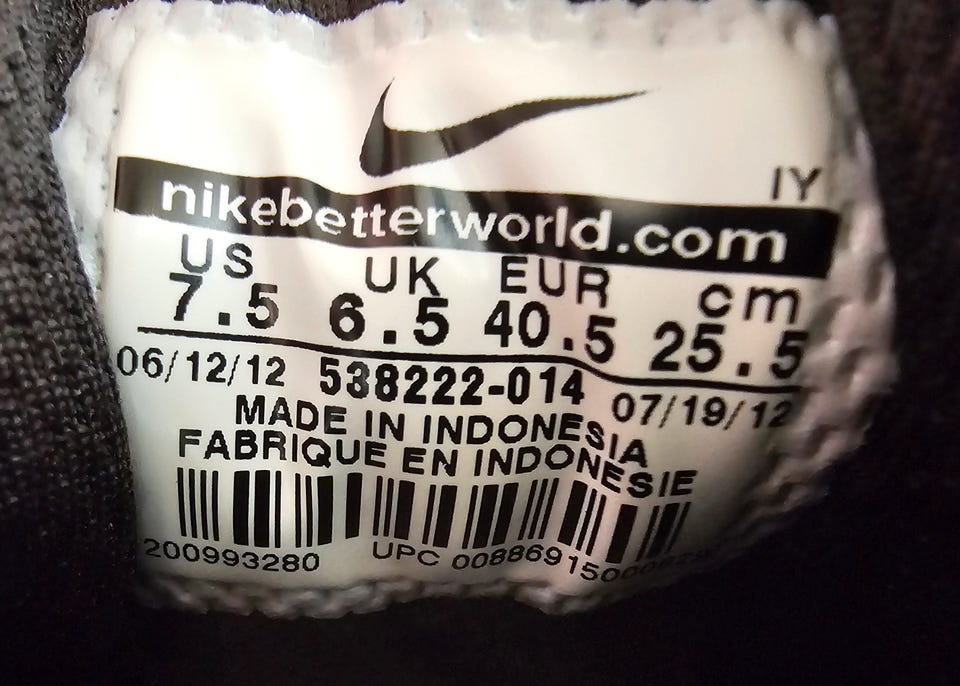 IY
nikebetterworld.com
US UK EUR cm
7.5 6.5 40.5 25.5
06/12/12 538222-014 07/19/12
MADE IN INDONESIA
FABRIQUE EN INDONESIE
200993280 UPC